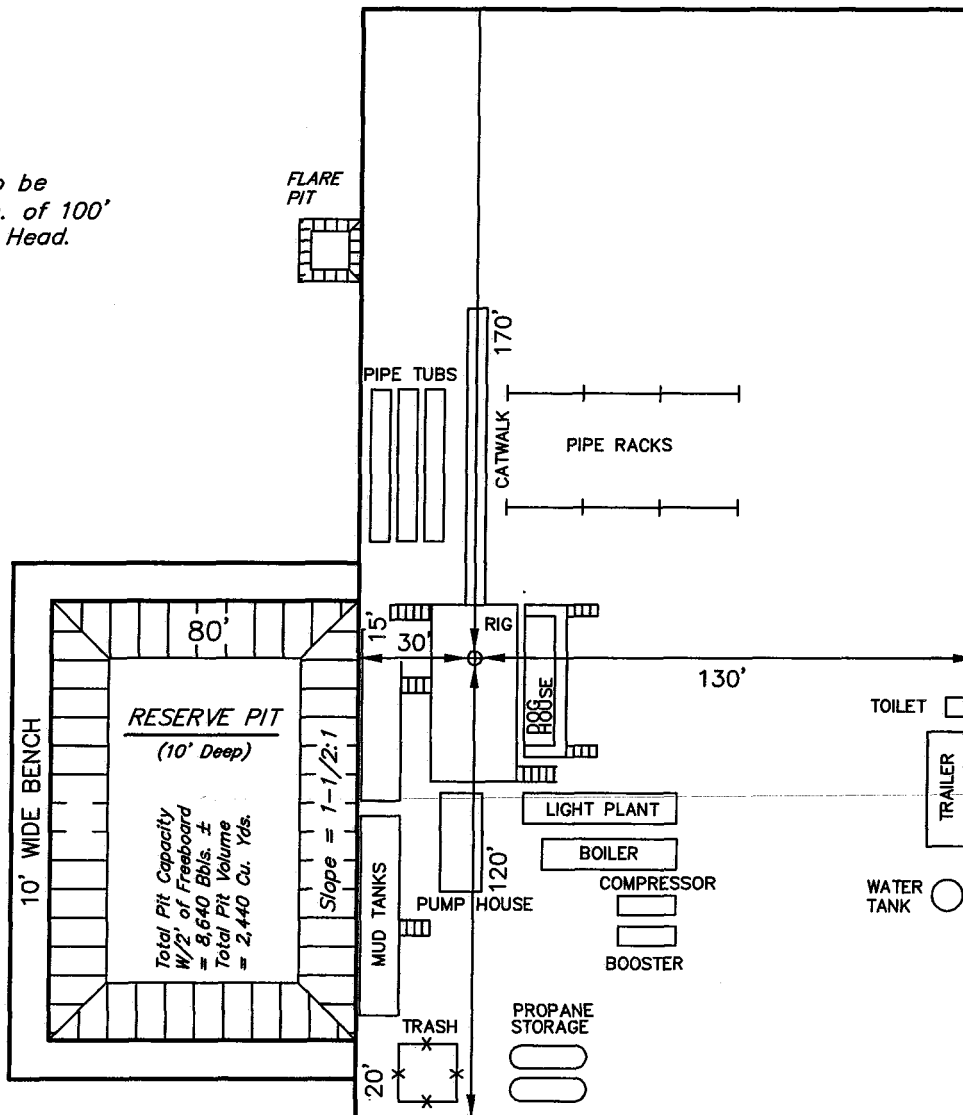 o be
. of 100'
Head.
FLARE
PIT
170'
PIPE TUBS
CATWALK
PIPE RACKS
80'
15'
30'
RIG
130'
DOG
HOUSE
TOILET
RESERVE PIT
(10' Deep)
10' WIDE BENCH
Total Pit Capacity
W/2' of Freeboard
= 8,640 Bbls. ±
Total Pit Volume
= 2,440 Cu. Yds.
Slope = 1-1/2:1
TRAILER
LIGHT PLANT
BOILER
MUD TANKS
120'
COMPRESSOR
PUMP HOUSE
WATER
TANK
BOOSTER
TRASH
PROPANE
STORAGE
20'